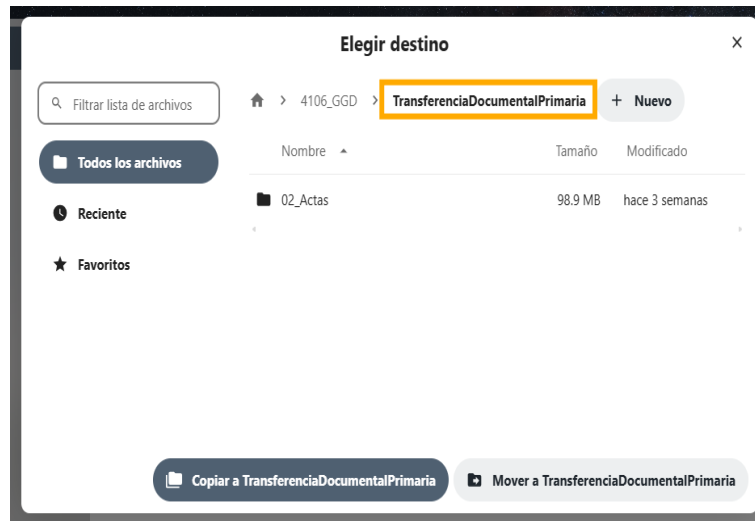 Elegir destino
Filtrar lista de archivos
4106_GGD > TransferenciaDocumentalPrimaria + Nuevo
Todos los archivos
Nombre Tamaño Modificado
02_Actas 98.9 MB hace 3 semanas
Reciente
Favoritos
Copiar a TransferenciaDocumentalPrimaria
Mover a TransferenciaDocumentalPrimaria